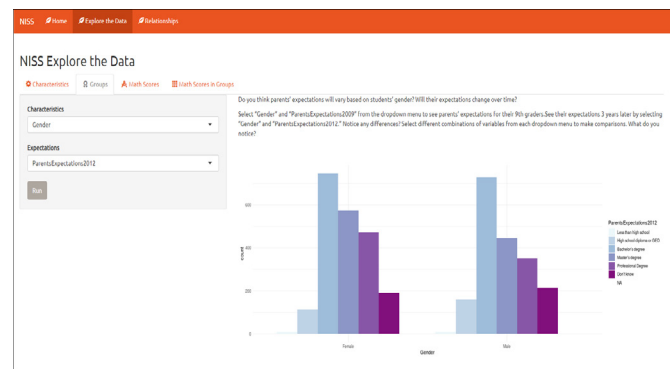 NISS Home Explore the Data Relationships
NISS Explore the Data
Characteristics Groups Math Scores Math Scores in Groups
Do you think parents' expectations will vary based on students' gender? Will their expectations change over time?
Select "Gender" and "ParentsExpectations2009" from the dropdown menu to see parents' expectations for their 9th graders.See their expectations 3 years later by selecting
"Gender" and "ParentsExpectations2012." Notice any differences? Select different combinations of variables from each dropdown menu to make comparisons. What do you
notice?
Characteristics
Gender
Expectations
ParentsExpectations2012
Run
count
600
400
200
0
Female
Male
Gender
ParentsExpectations2012
Less than high school
High school diploma or GED
Bachelor's degree
Master's degree
Professional Degree
Don't know
NA